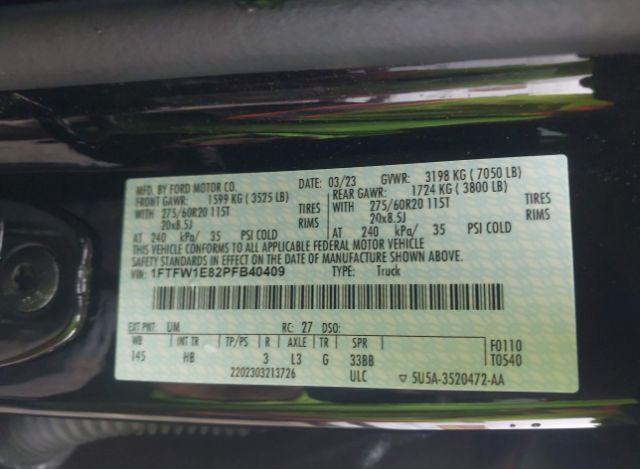 MFD. BY FORD MOTOR CO. DATE: 03/23 GVWR: 3198 KG ( 7050 LB)
FRONT GAWR: 1599 KG ( 3525 LB) REAR GAWR: 1724 KG ( 3800 LB)
WITH 275/60R20 115T TIRES WITH 275/60R20 115T TIRES
20x8.5J RIMS 20x8.5J RIMS
AT 240 kPa/ 35 PSI COLD AT 240 kPa/ 35 PSI COLD
THIS VEHICLE CONFORMS TO ALL APPLICABLE FEDERAL MOTOR VEHICLE
SAFETY STANDARDS IN EFFECT ON THE DATE OF MANUFACTURE SHOWN ABOVE.
VIN: 1FTFW1E82PFB40409 TYPE: Truck
EXT PNT: UM RC: 27 DSO:
WB INT TR TP/PS R AXLE TR SPR F0110
145 HB 3 L3 G 33BB T0540
2202303213726 ULC ▽ 5U5A-3520472-AA